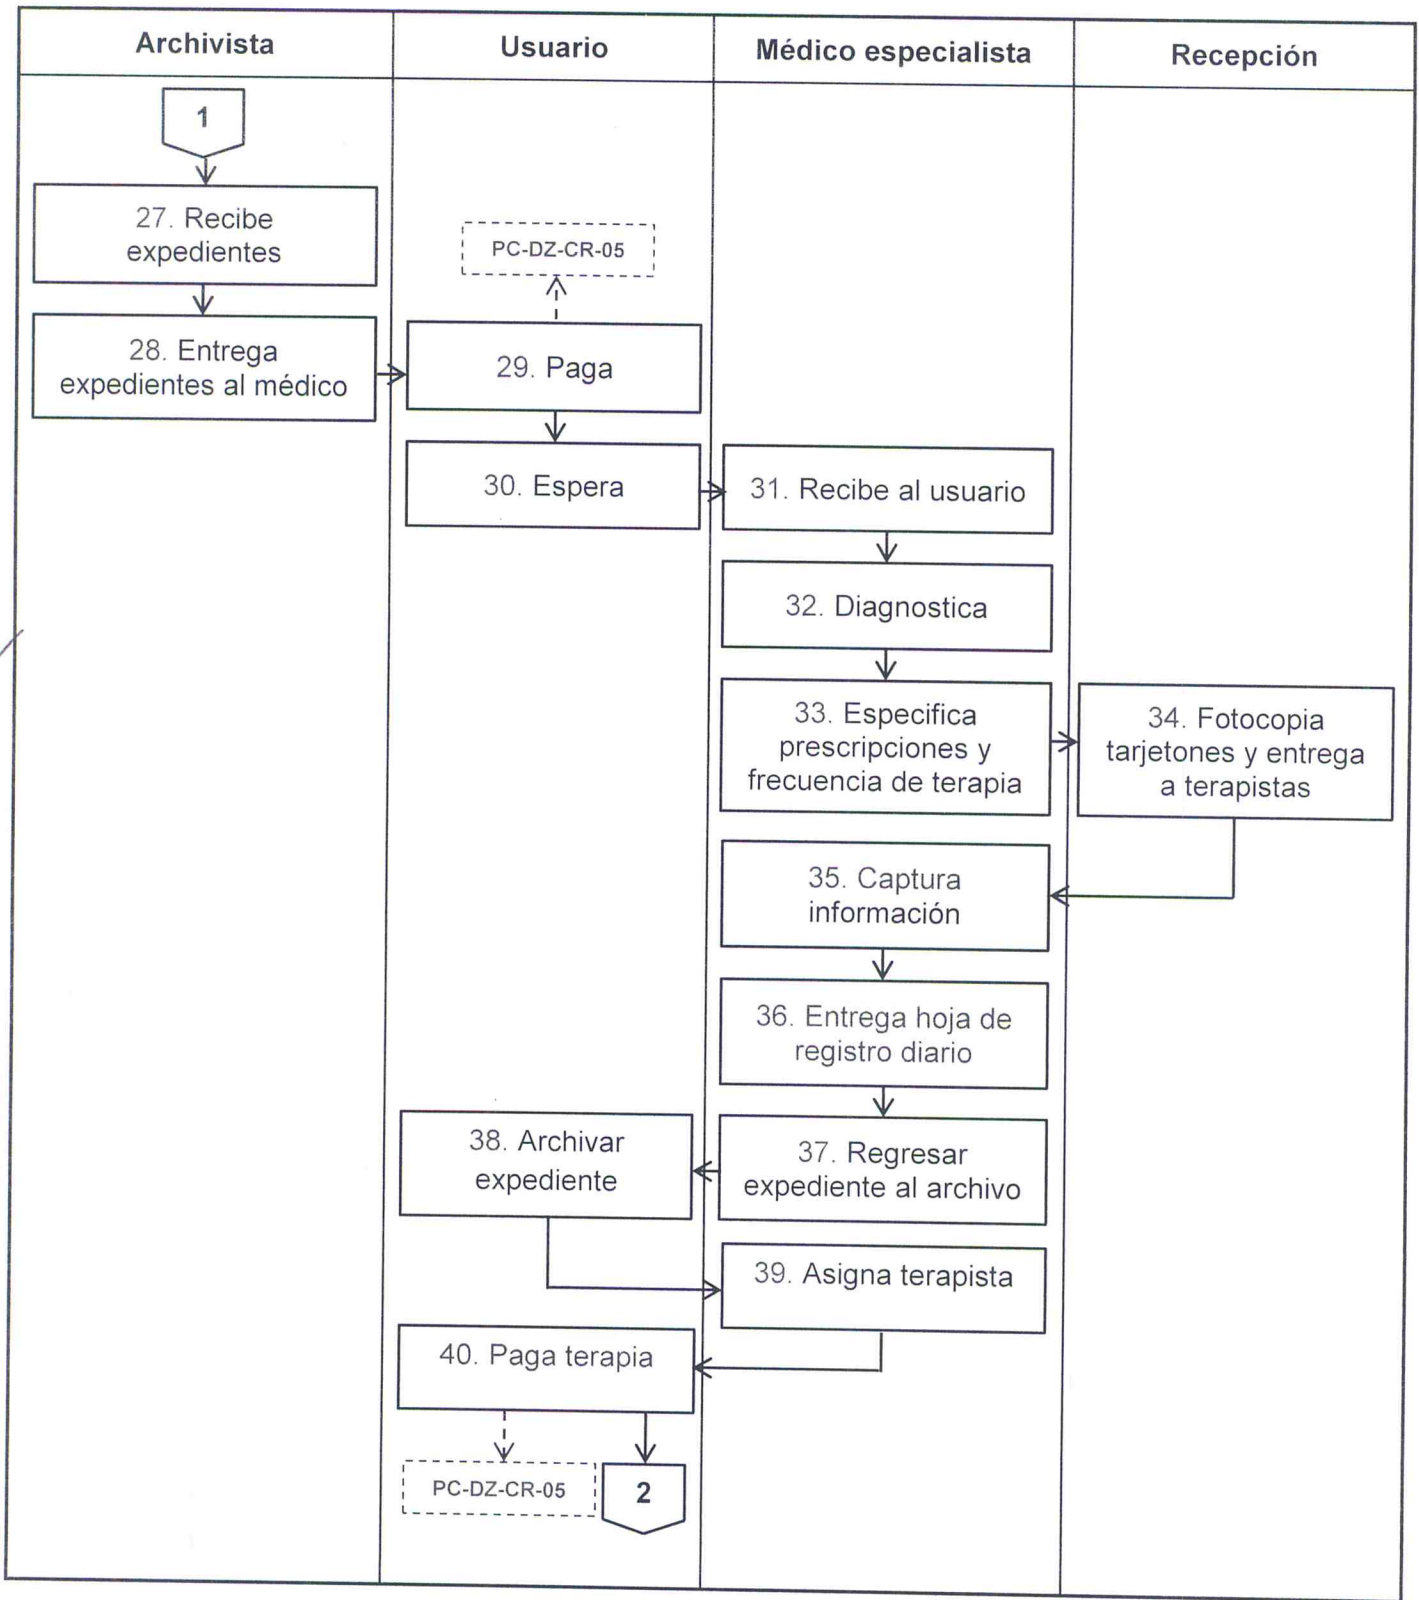 Archivista
Usuario
Médico especialista
Recepción
1
27. Recibe
expedientes
PC-DZ-CR-05
28. Entrega
expedientes al médico
29. Paga
30. Espera
31. Recibe al usuario
32. Diagnostica
33. Especifica
prescripciones y
frecuencia de terapia
34. Fotocopia
tarjetones y entrega
a terapistas
35. Captura
información
36. Entrega hoja de
registro diario
37. Regresar
expediente al archivo
38. Archivar
expediente
39. Asigna terapista
40. Paga terapia
PC-DZ-CR-05
2